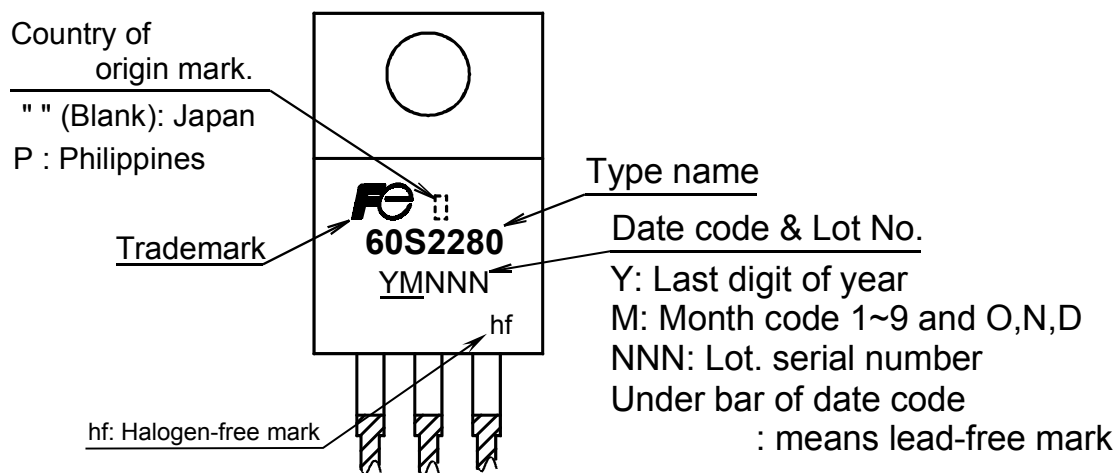 Country of
origin mark.
" " (Blank): Japan
P : Philippines
Trademark
Fe
60S2280
YMNNN
hf
hf: Halogen-free mark
Type name
Date code & Lot No.
Y: Last digit of year
M: Month code 1~9 and O,N,D
NNN: Lot. serial number
Under bar of date code
: means lead-free mark